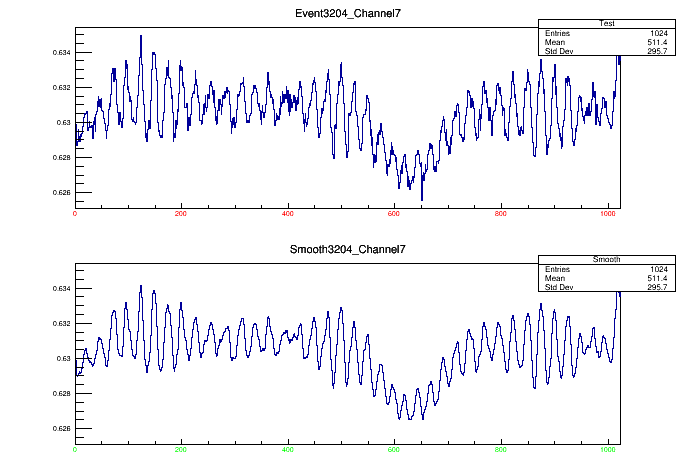 Event3204_Channel7
Test
Entries 1024
Mean 511.4
Std Dev 295.7
0.634
0.632
0.63
0.628
0.626
0 200 400 600 800 1000
Smooth3204_Channel7
Smooth
Entries 1024
Mean 511.4
Std Dev 295.7
0.634
0.632
0.63
0.628
0.626
0 200 400 600 800 1000